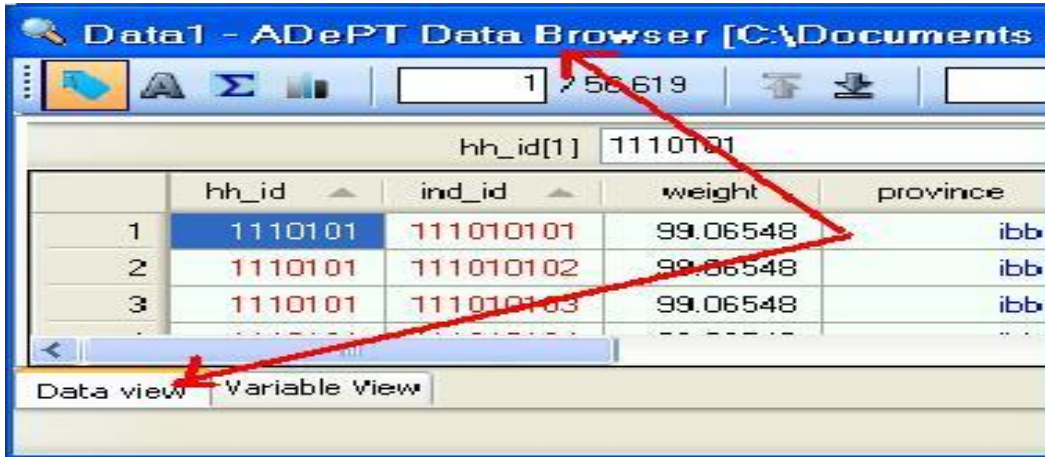 Data1 - ADePT Data Browser [C:\Documents
1 / 56,619
hh_id[1] 1110101
hh_id ind_id weight province
1 1110101 111010101 99.06548 ibb
2 1110101 111010102 99.06548 ibb
3 1110101 111010103 99.06548 ibb
Data view Variable View